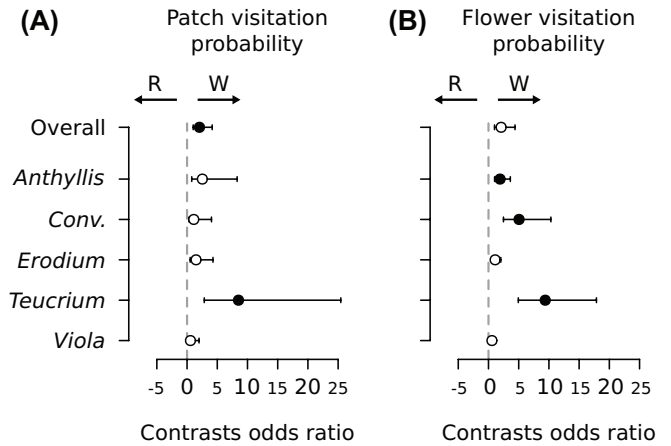 (A)
Patch visitation
probability
R W
Overall
Anthyllis
Conv.
Erodium
Teucrium
Viola
-5 0 5 10 15 20 25
Contrasts odds ratio
(B)
Flower visitation
probability
R W
-5 0 5 10 15 20 25
Contrasts odds ratio